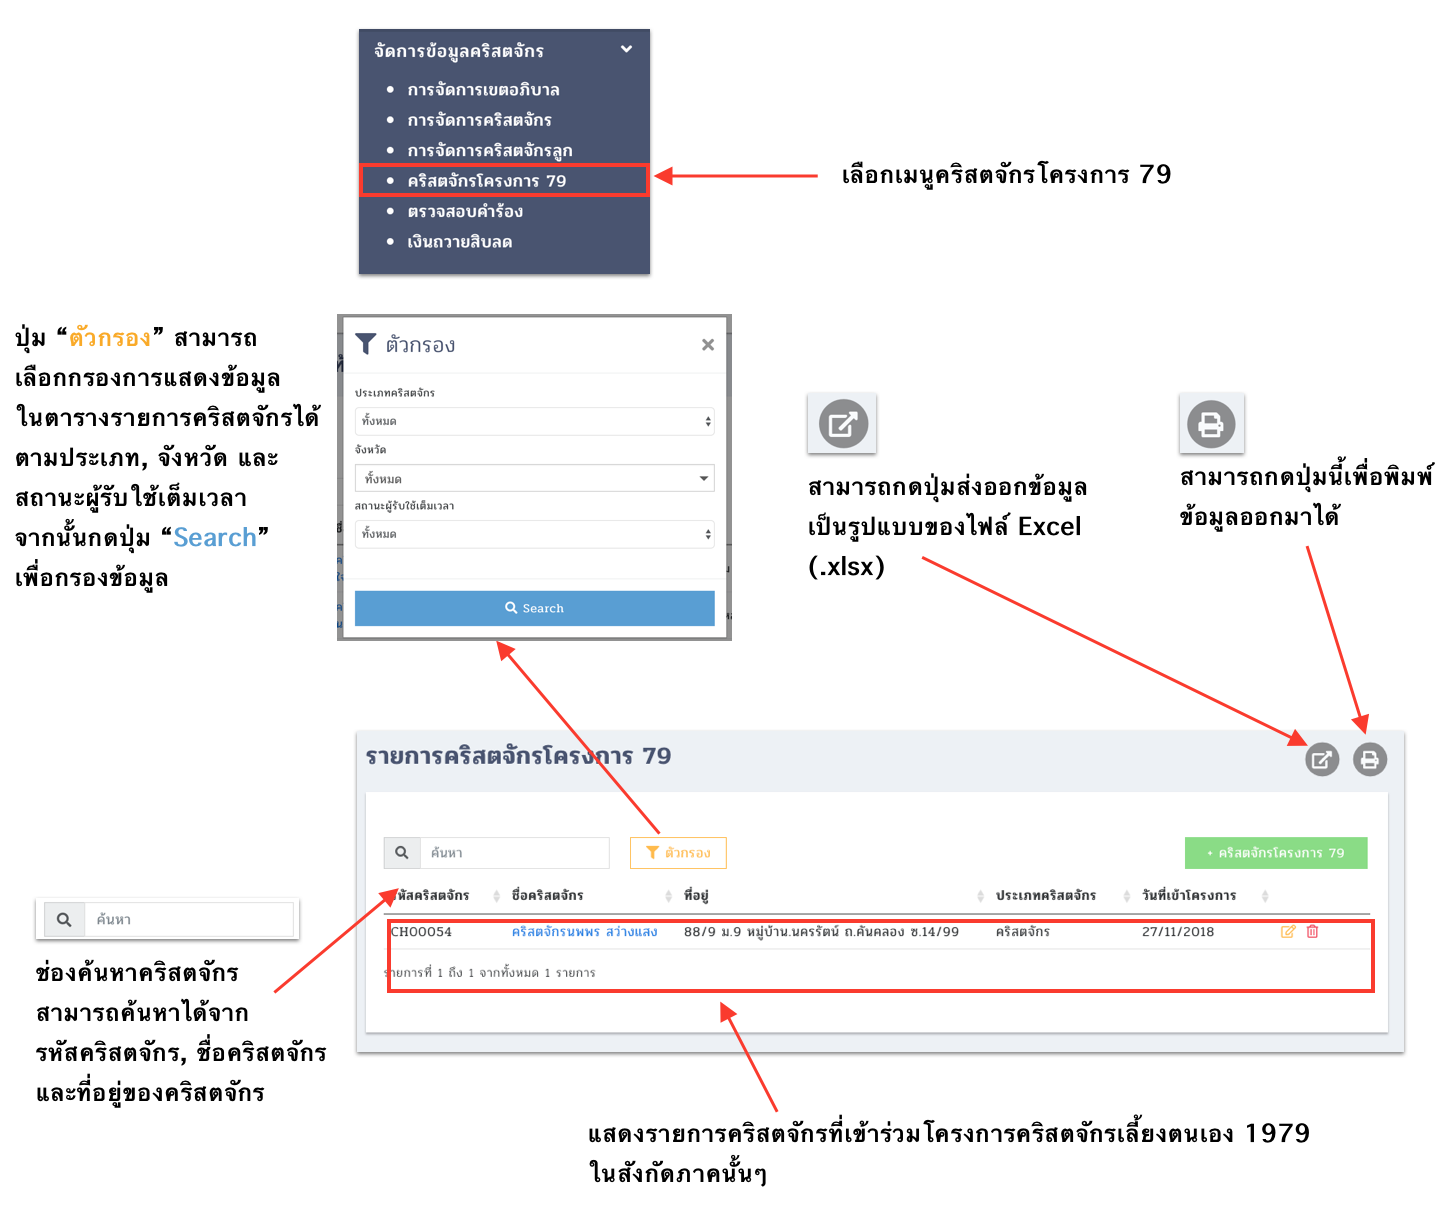 จัดการข้อมูลคริสตจักร
การจัดการเขตอภิบาล
การจัดการคริสตจักร
การจัดการคริสตจักรลูก
คริสตจักรโครงการ 79
ตรวจสอบคำร้อง
เงินถวายสิบลด
เลือกเมนูคริสตจักรโครงการ 79
ปุ่ม “ตัวกรอง” สามารถ
เลือกกรองการแสดงข้อมูล
ในตารางรายการคริสตจักรได้
ตามประเภท, จังหวัด และ
สถานะผู้รับใช้เต็มเวลา
จากนั้นกดปุ่ม “Search”
เพื่อกรองข้อมูล
ตัวกรอง
ประเภทคริสตจักร
ทั้งหมด
จังหวัด
ทั้งหมด
สถานะผู้รับใช้เต็มเวลา
ทั้งหมด
Search
สามารถกดปุ่มส่งออกข้อมูล
เป็นรูปแบบของไฟล์ Excel
(.xlsx)
สามารถกดปุ่มนี้เพื่อพิมพ์
ข้อมูลออกมาได้
รายการคริสตจักรโครงการ 79
ค้นหา
ตัวกรอง
+ คริสตจักรโครงการ 79
รหัสคริสตจักร ชื่อคริสตจักร ที่อยู่ ประเภทคริสตจักร วันที่เข้าโครงการ
CH00054 คริสตจักรนพพร สว่างแสง 88/9 ม.9 หมู่บ้าน.นครรัตน์ ถ.คันคลอง ซ.14/99 คริสตจักร 27/11/2018
รายการที่ 1 ถึง 1 จากทั้งหมด 1 รายการ
ค้นหา
ช่องค้นหาคริสตจักร
สามารถค้นหาได้จาก
รหัสคริสตจักร, ชื่อคริสตจักร
และที่อยู่ของคริสตจักร
แสดงรายการคริสตจักรที่เข้าร่วมโครงการคริสตจักรเลี้ยงตนเอง 1979
ในสังกัดภาคนั้นๆ